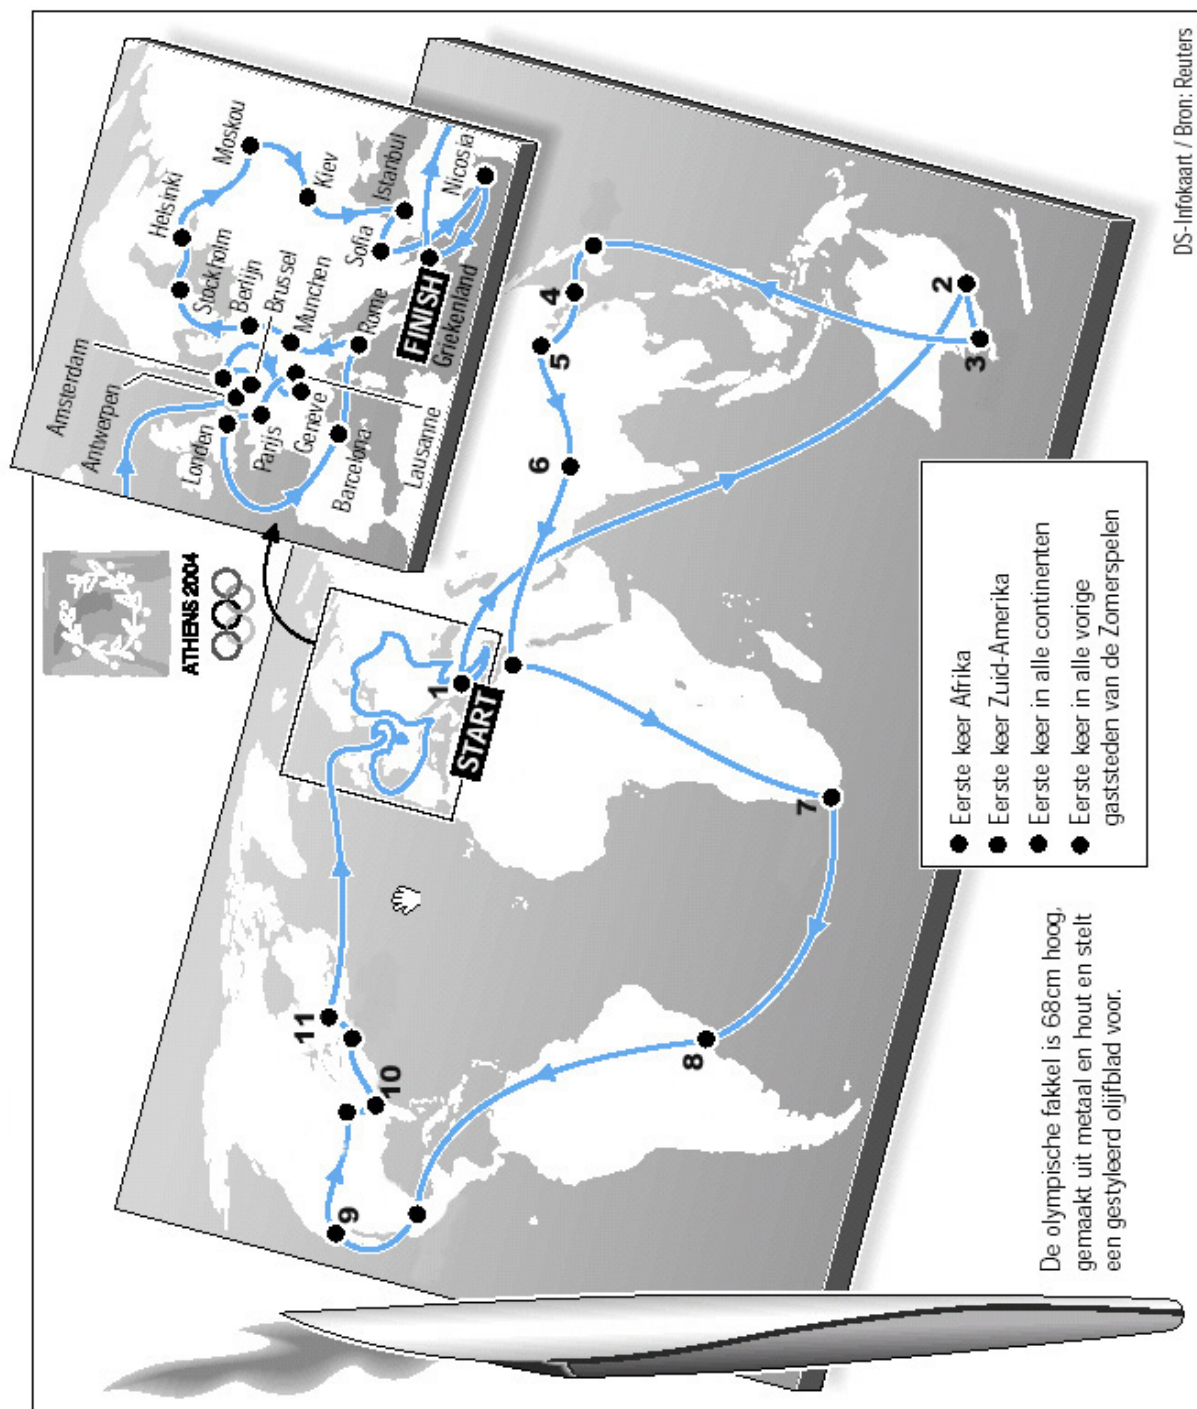 ATHENS 2004
Helsinki
Moskou
Stockholm
Amsterdam
Antwerpen
Berlijn
Brussel
Kiev
Londen
Munchen
Istanbul
Parijs
Sofia
Genève
Rome
Nicosia
Barcelona
Lausanne
FINISH
Griekenland
START
1
2
3
4
5
6
7
8
9
10
11
Eerste keer Afrika
Eerste keer Zuid-Amerika
Eerste keer in alle continenten
Eerste keer in alle vorige
gaststeden van de Zomerspelen
De olympische fakkel is 68cm hoog,
gemaakt uit metaal en hout en stelt
een gestyleerd olijfblad voor.
DS-Infokaart / Bron: Reuters